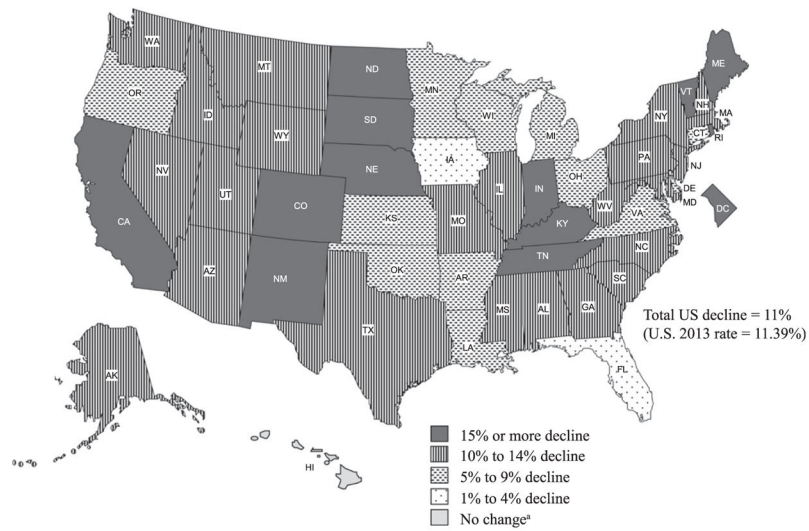 WA
MT
ND
MN
OR
ID
WY
SD
WI
MI
ME
VT
NH
NY
MA
CT
RI
NV
UT
NE
IA
IL
IN
OH
PA
NJ
DE
MD
WV
VA
DC
CA
CO
KS
MO
KY
AZ
NM
OK
AR
TN
NC
SC
TX
LA
MS
AL
GA
FL
AK
HI
Total US decline = 11%
(U.S. 2013 rate = 11.39%)
15% or more decline
10% to 14% decline
5% to 9% decline
1% to 4% decline
No changeᵃ